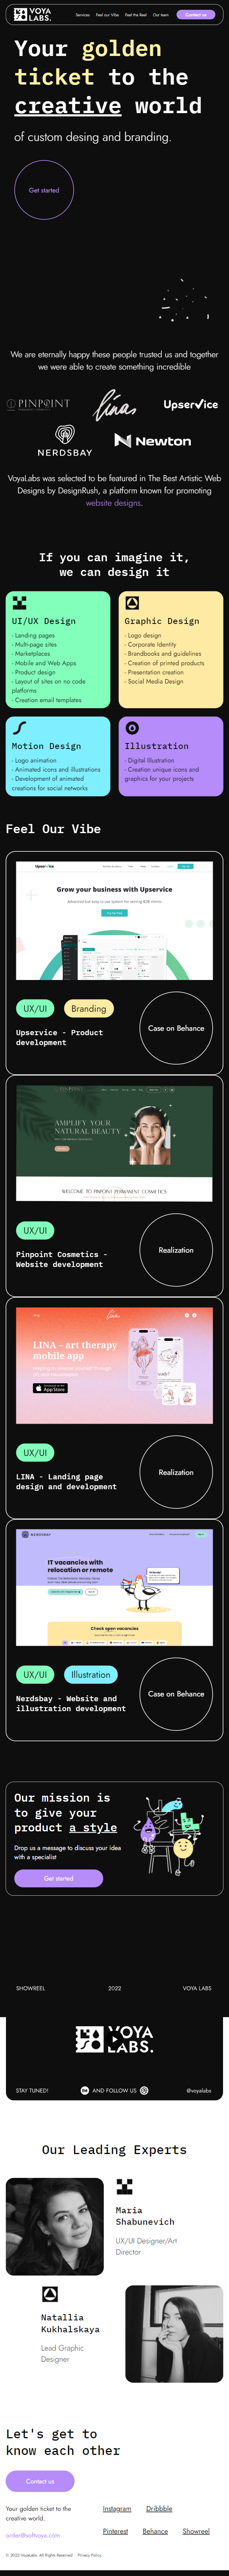 VOYA LABS.
Services Feel our Vibe Feel the Reel Our team Contact us
Your golden
ticket to the
creative world
of custom desing and branding.
Get started
We are eternally happy these people trusted us and together
we were able to create something incredible
PINPOINT
Lina
Upservice
NERDSBAY
Newton
VoyaLabs was selected to be featured in The Best Artistic Web
Designs by DesignRush, a platform known for promoting
website designs.
If you can imagine it,
we can design it
UI/UX Design
- Landing pages
- Multi-page sites
- Marketplaces
- Mobile and Web Apps
- Product design
- Layout of sites on no code
platforms
- Creation email templates
Graphic Design
- Logo design
- Corporate Identity
- Brandbooks and guidelines
- Creation of printed products
- Presentation creation
- Social Media Design
Motion Design
- Logo animation
- Animated icons and illustrations
- Development of animated
creations for social networks
Illustration
- Digital Illustration
- Creation unique icons and
graphics for your projects
Feel Our Vibe
Upservice
Grow your business with Upservice
UX/UI Branding
Case on Behance
Upservice - Product
development
PINPOINT
AMPLIFY YOUR
NATURAL BEAUTY
WELCOME TO PINPOINT PERMANENT COSMETICS
UX/UI
Realization
Pinpoint Cosmetics -
Website development
LINA – art therapy
mobile app
App Store
UX/UI
Realization
LINA - Landing page
design and development
NERDSBAY
IT vacancies with
relocation or remote
Check open vacancies
UX/UI Illustration
Case on Behance
Nerdsbay - Website and
illustration development
Our mission is
to give your
product a style
Drop us a message to discuss your idea
with a specialist
Get started
SHOWREEL 2022 VOYA LABS
VOYA LABS.
STAY TUNED! AND FOLLOW US @voyalabs
Our Leading Experts
Maria
Shabunevich
UX/UI Designer/Art
Director
Natallia
Kukhalskaya
Lead Graphic
Designer
Let's get to
know each other
Contact us
Your golden ticket to the
creative world.
order@softvoya.com
Instagram Dribbble
Pinterest Behance Showreel
© 2022 VoyaLabs. All Rights Reserved Privacy Policy